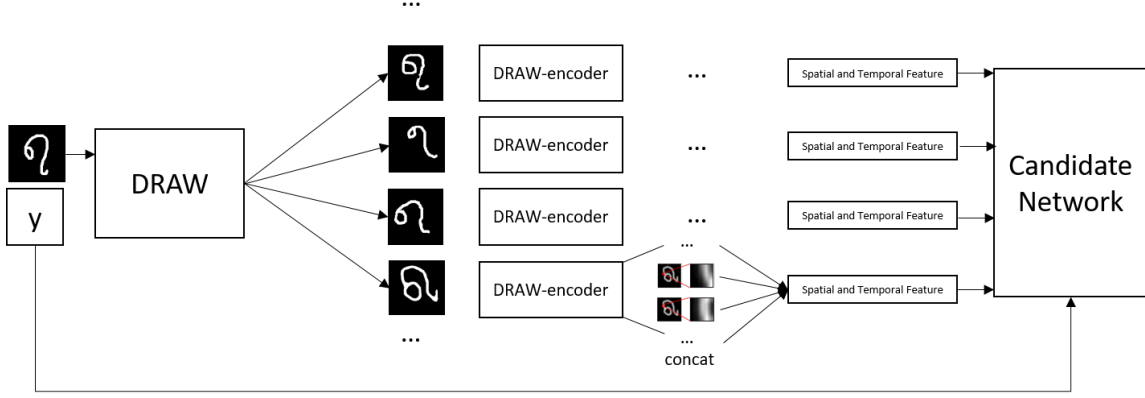 ...
DRAW-encoder
...
Spatial and Temporal Feature
DRAW-encoder
...
Spatial and Temporal Feature
Candidate
Network
DRAW
y
DRAW-encoder
...
Spatial and Temporal Feature
...
DRAW-encoder
Spatial and Temporal Feature
...
...
concat